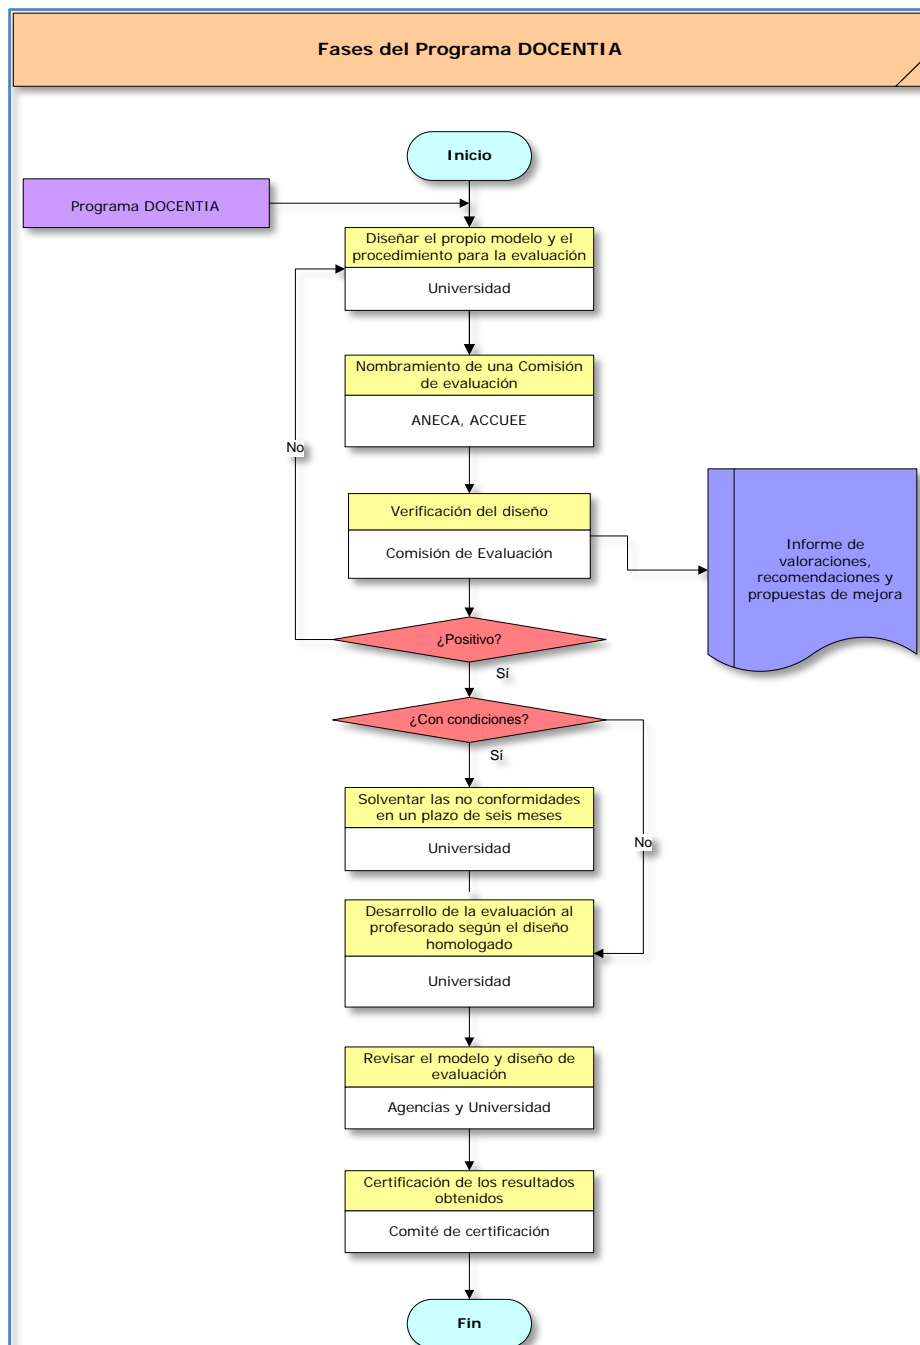 Fases del Programa DOCENTIA
Inicio
Programa DOCENTIA
Diseñar el propio modelo y el
procedimiento para la evaluación
Universidad
Nombramiento de una Comisión
de evaluación
ANECA, ACCUEE
No
Verificación del diseño
Comisión de Evaluación
Informe de
valoraciones,
recomendaciones y
propuestas de mejora
¿Positivo?
Sí
¿Con condiciones?
Sí
Solventar las no conformidades
en un plazo de seis meses
Universidad
No
Desarrollo de la evaluación al
profesorado según el diseño
homologado
Universidad
Revisar el modelo y diseño de
evaluación
Agencias y Universidad
Certificación de los resultados
obtenidos
Comité de certificación
Fin